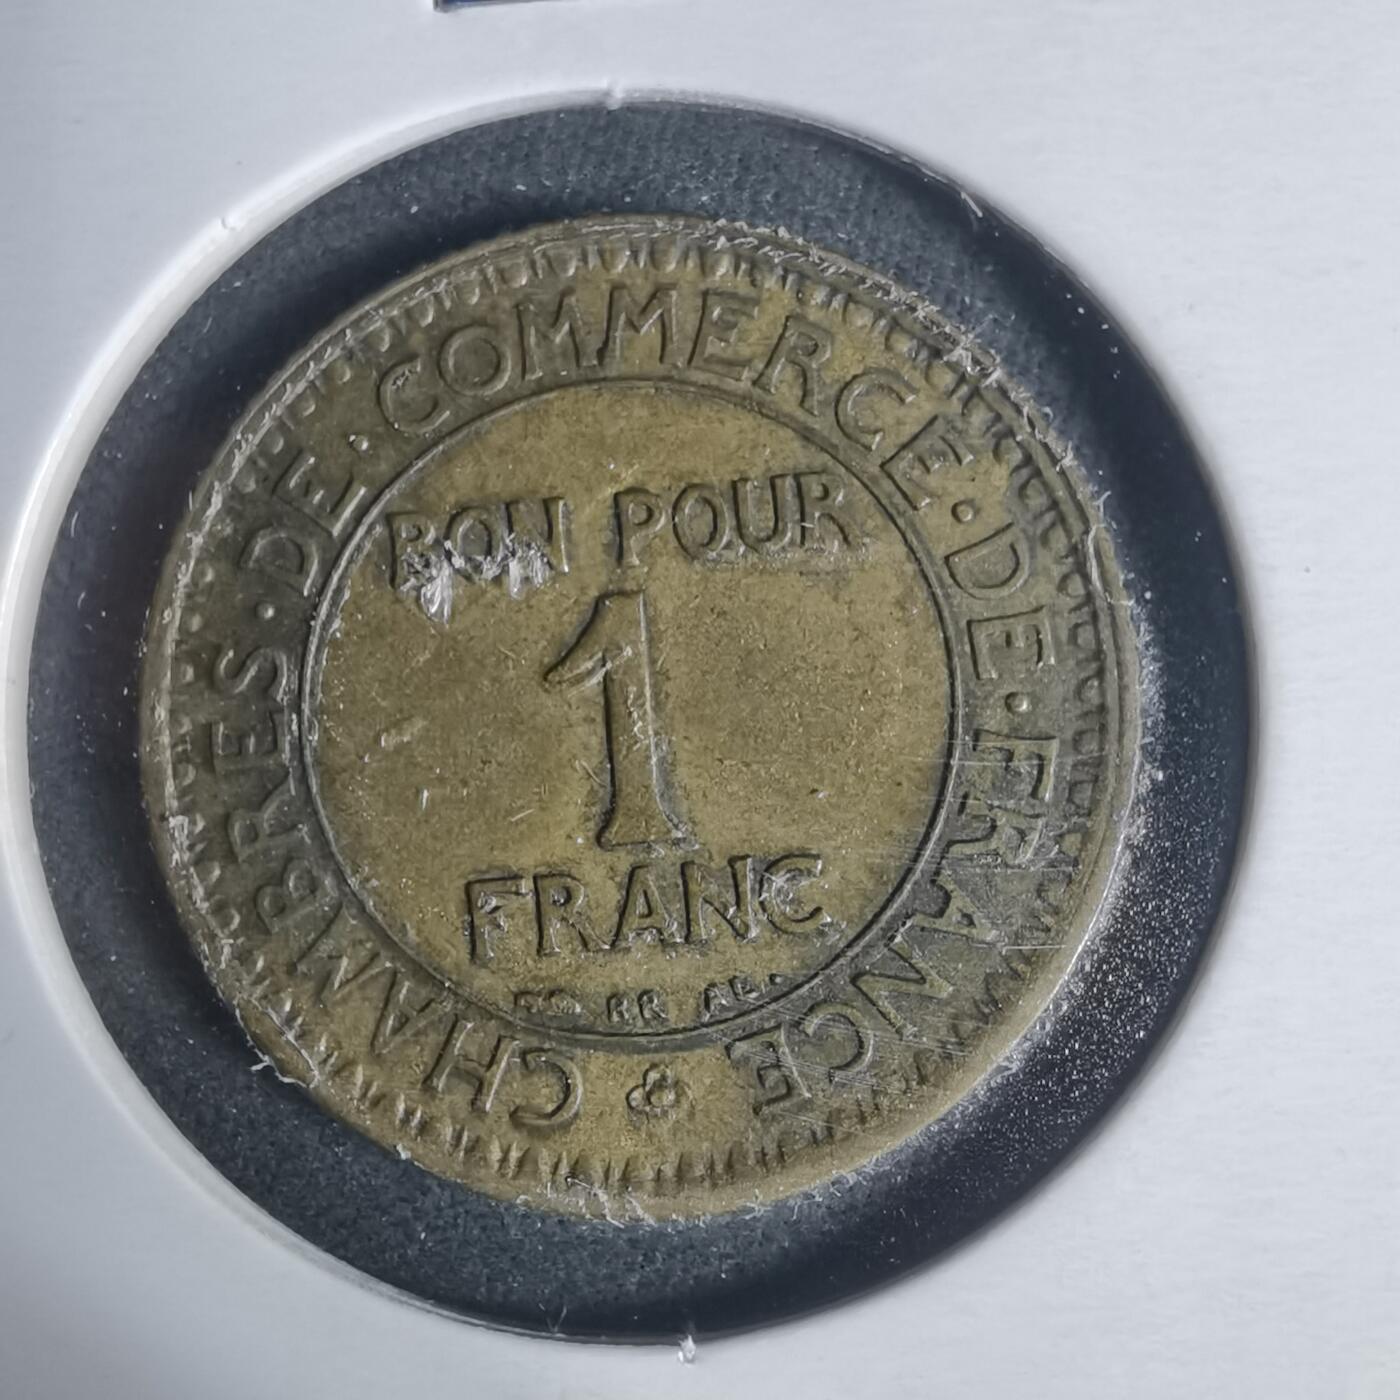 CHAMBRES · DE · COMMERCE · DE · FRANCE
BON POUR
1
FRANC